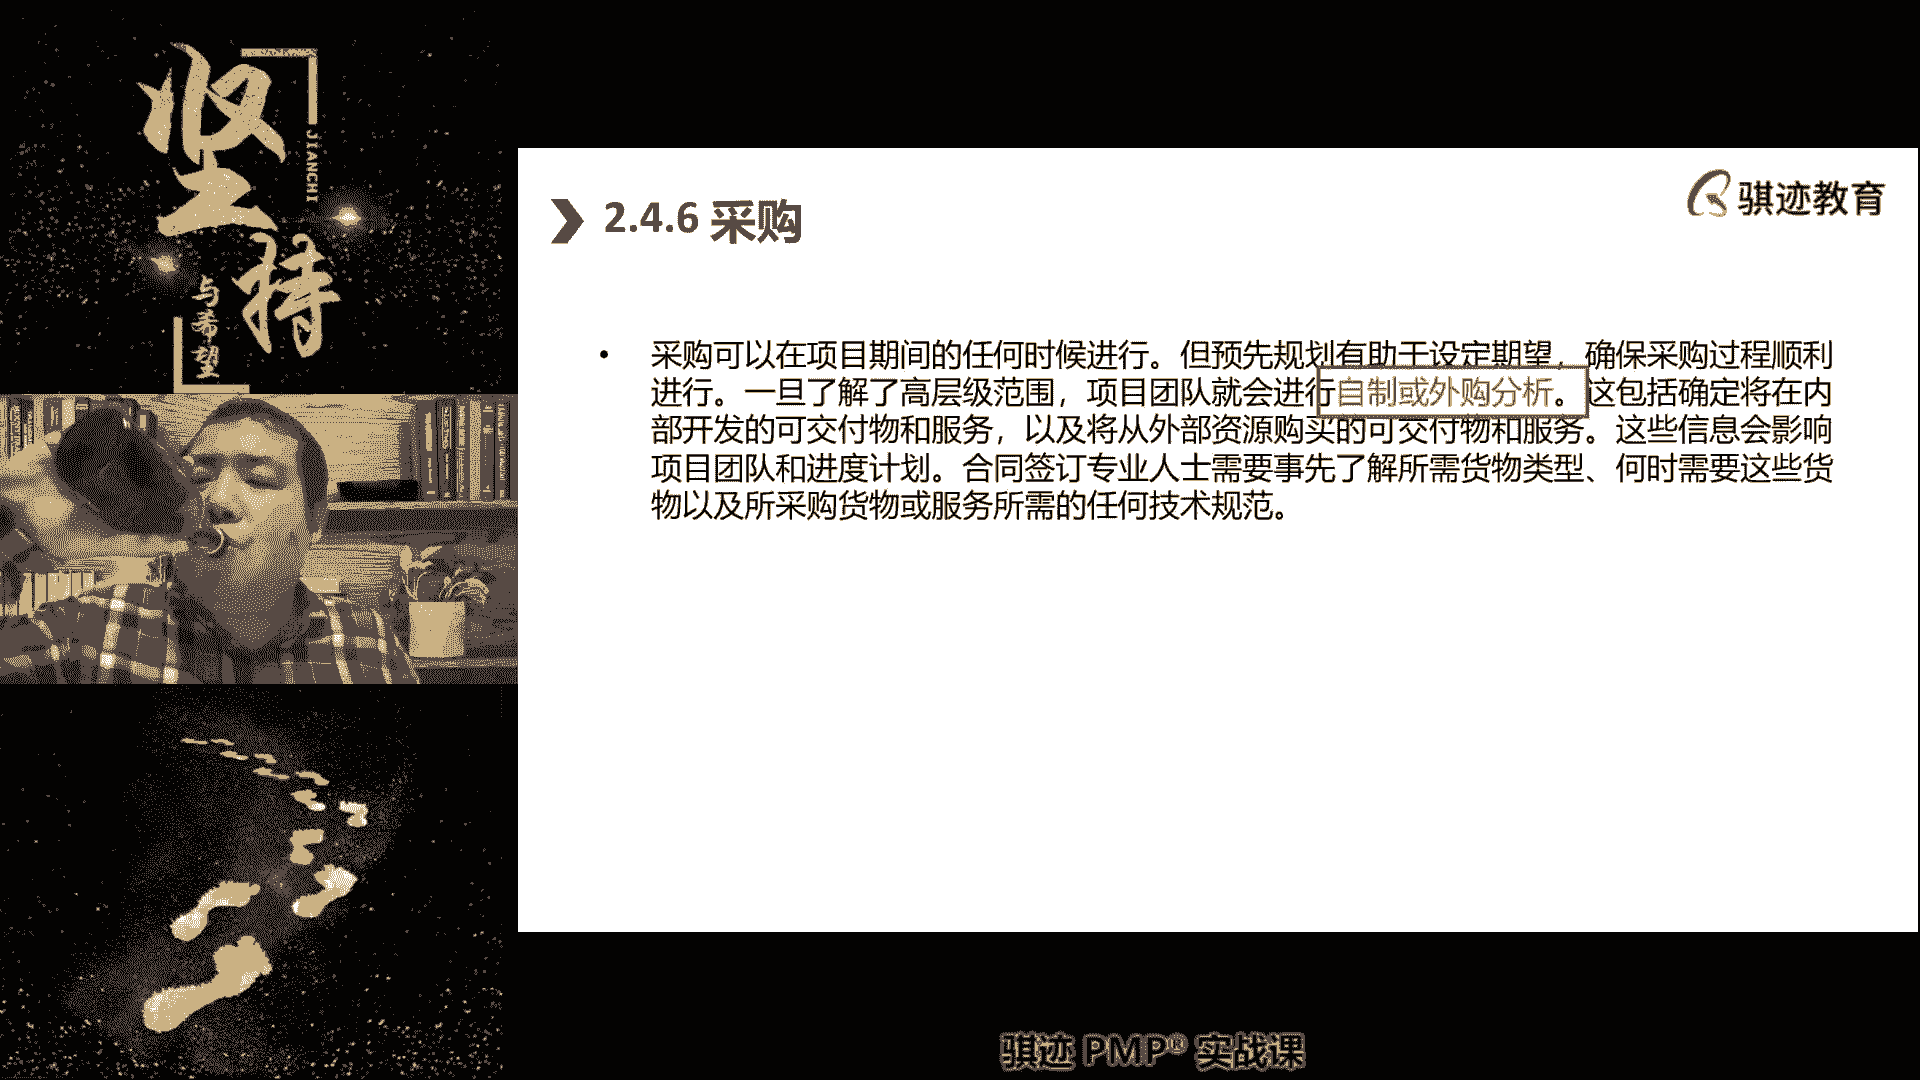 坚持
JIANCHI
与希望
骐迹教育
2.4.6 采购
• 采购可以在项目期间的任何时候进行。但预先规划有助于设定期望，确保采购过程顺利
进行。一旦了解了高层级范围，项目团队就会进行自制或外购分析。这包括确定将在内
部开发的可交付物和服务，以及将从外部资源购买的可交付物和服务。这些信息会影响
项目团队和进度计划。合同签订专业人士需要事先了解所需货物类型、何时需要这些货
物以及所采购货物或服务所需的任何技术规范。
骐迹 PMP® 实战课